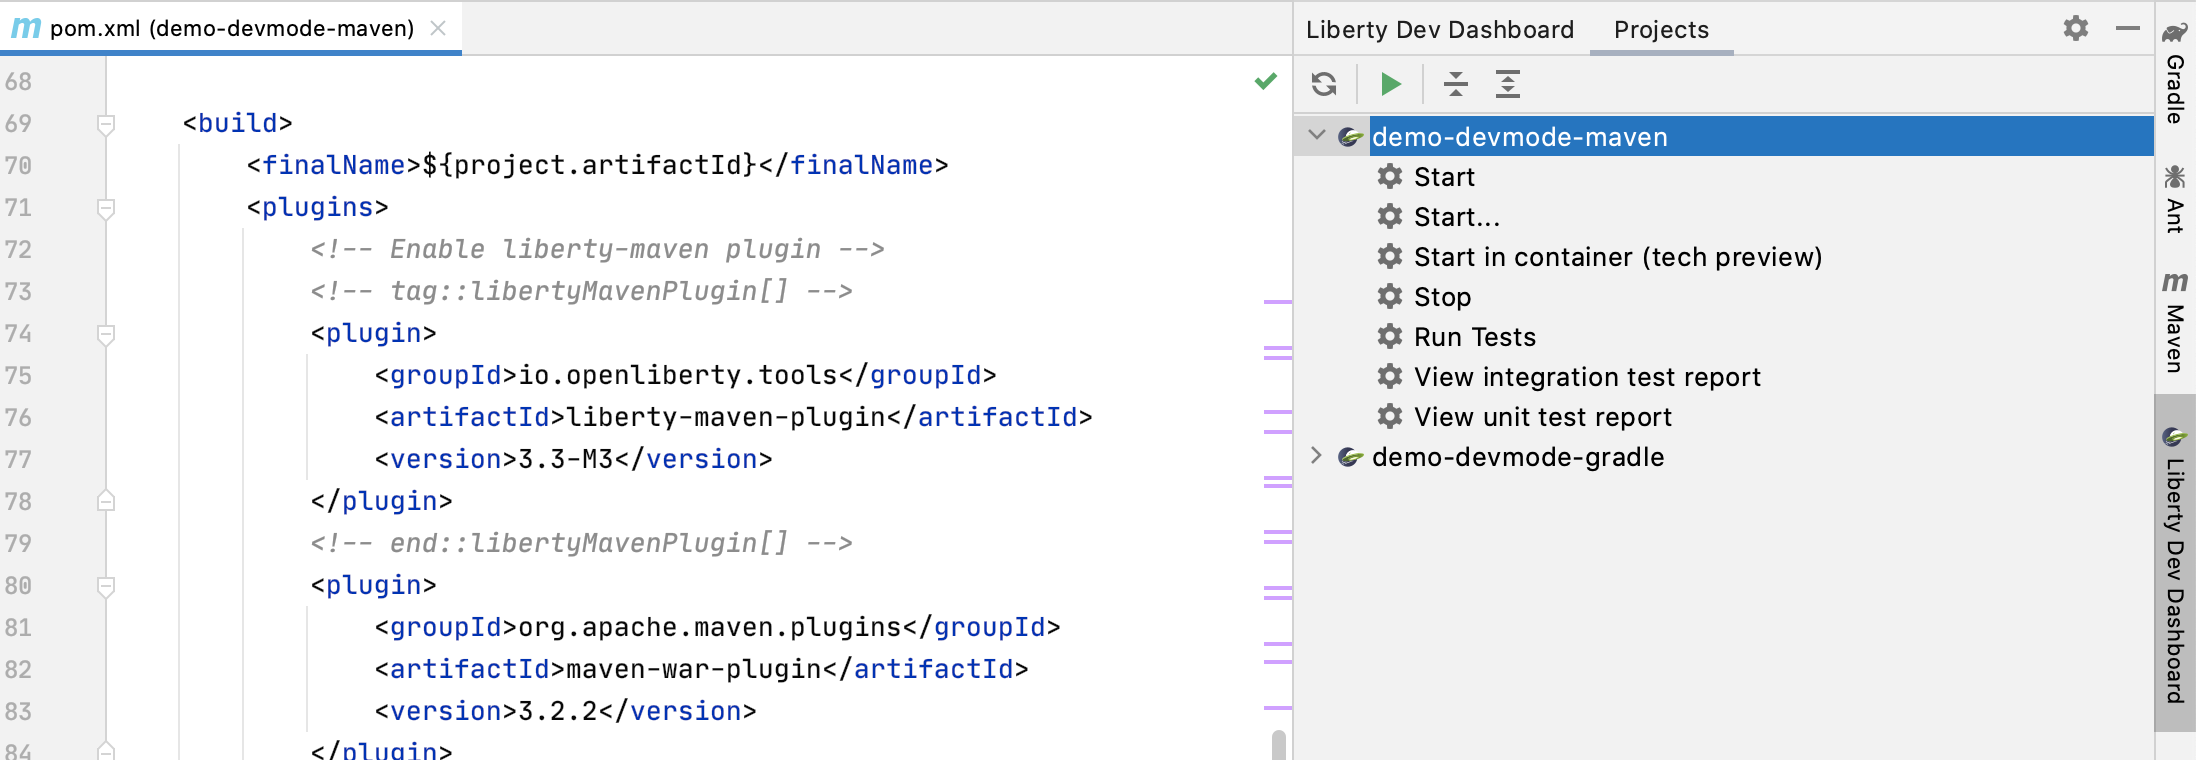 m pom.xml (demo-devmode-maven)
68
69 <build>
70 <finalName>${project.artifactId}</finalName>
71 <plugins>
72 <!-- Enable liberty-maven plugin -->
73 <!-- tag::libertyMavenPlugin[] -->
74 <plugin>
75 <groupId>io.openliberty.tools</groupId>
76 <artifactId>liberty-maven-plugin</artifactId>
77 <version>3.3-M3</version>
78 </plugin>
79 <!-- end::libertyMavenPlugin[] -->
80 <plugin>
81 <groupId>org.apache.maven.plugins</groupId>
82 <artifactId>maven-war-plugin</artifactId>
83 <version>3.2.2</version>
84 </plugin>
Liberty Dev Dashboard Projects
demo-devmode-maven
Start
Start...
Start in container (tech preview)
Stop
Run Tests
View integration test report
View unit test report
demo-devmode-gradle
Gradle
Ant
m Maven
Liberty Dev Dashboard